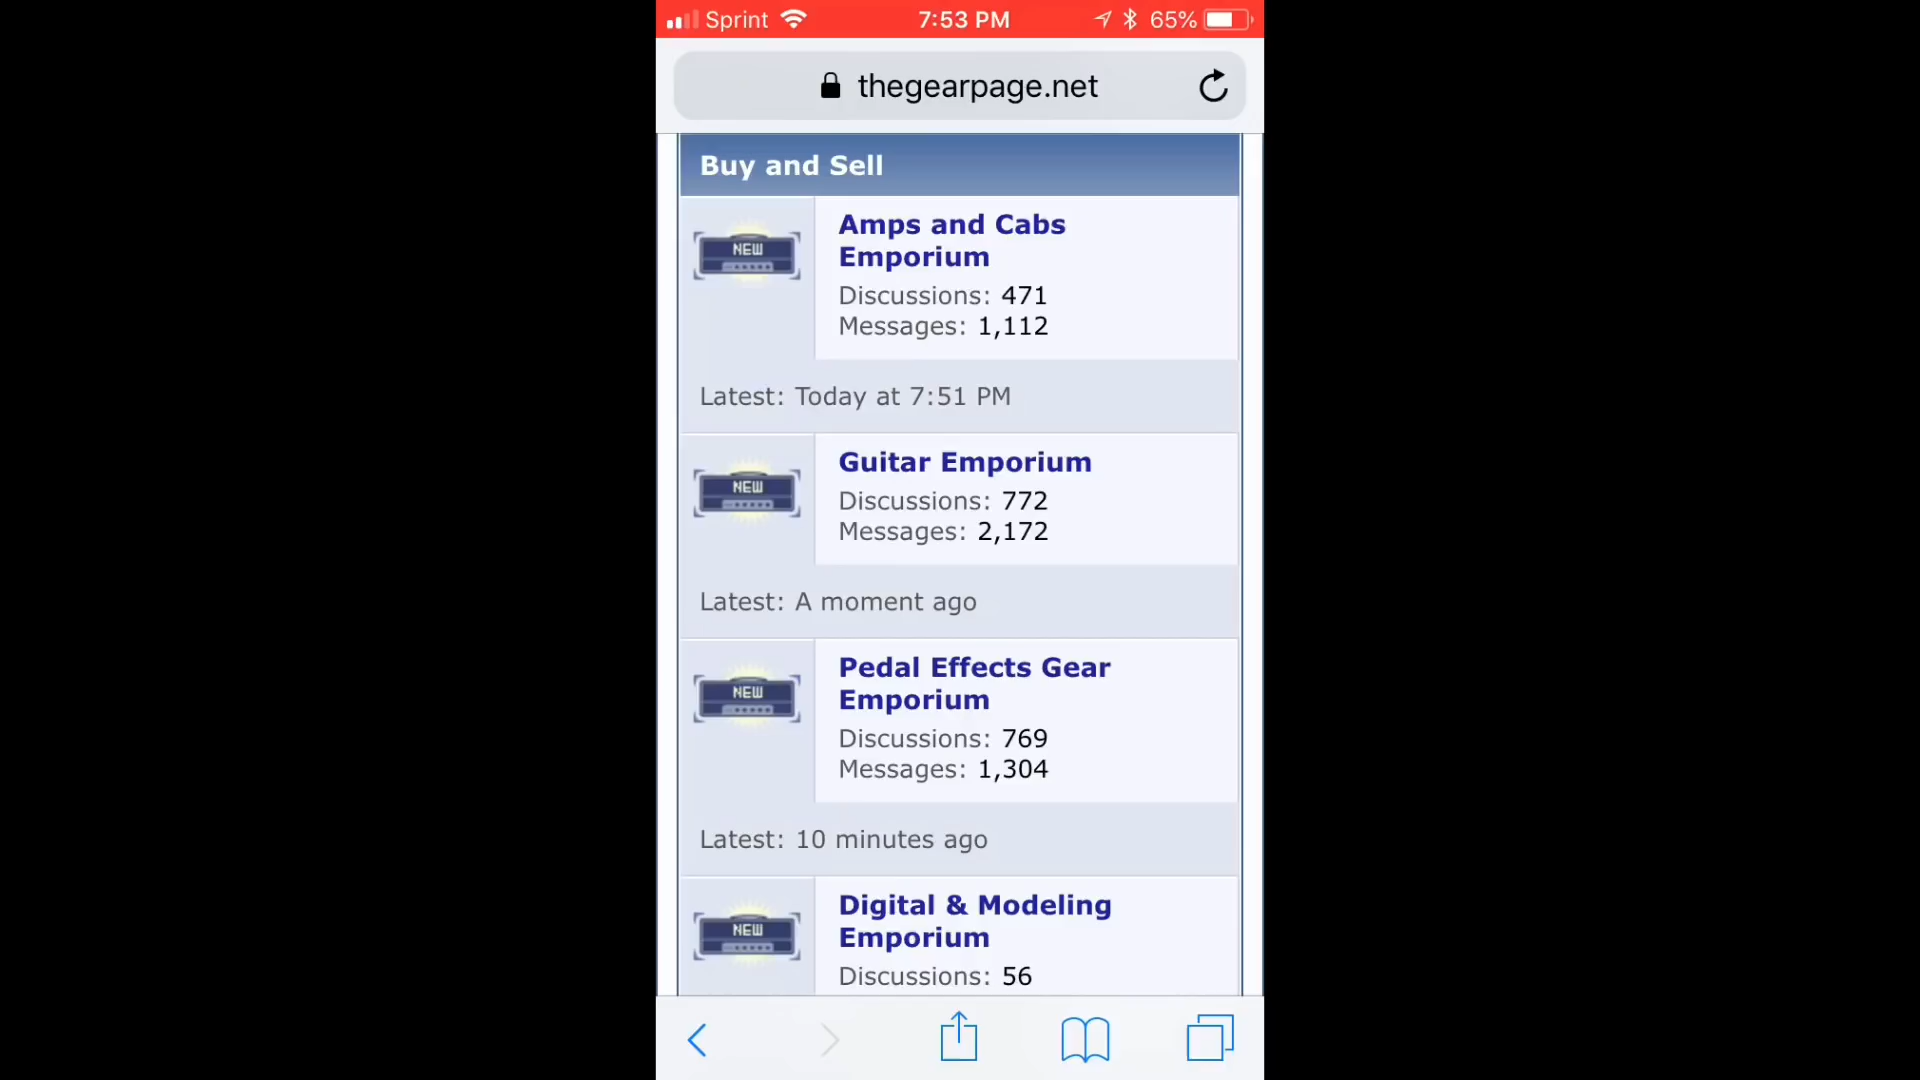 Sprint 7:53 PM 65%
thegearpage.net
Buy and Sell
NEW
Amps and Cabs
Emporium
Discussions: 471
Messages: 1,112
Latest: Today at 7:51 PM
NEW
Guitar Emporium
Discussions: 772
Messages: 2,172
Latest: A moment ago
NEW
Pedal Effects Gear
Emporium
Discussions: 769
Messages: 1,304
Latest: 10 minutes ago
NEW
Digital & Modeling
Emporium
Discussions: 56